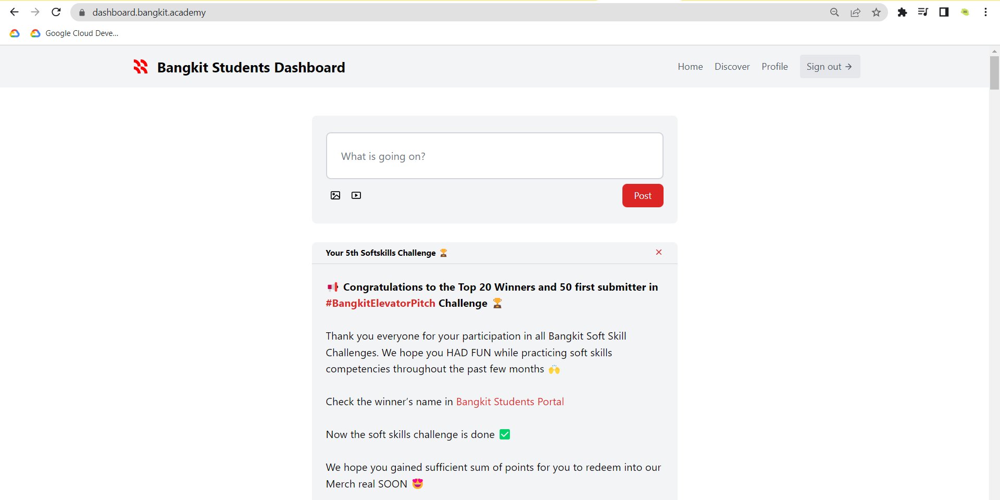 dashboard.bangkit.academy
Google Cloud Deve...
Bangkit Students Dashboard
Home Discover Profile Sign out →
What is going on?
Post
Your 5th Softskills Challenge 🏆
📢 Congratulations to the Top 20 Winners and 50 first submitter in
#BangkitElevatorPitch Challenge 🏆
Thank you everyone for your participation in all Bangkit Soft Skill
Challenges. We hope you HAD FUN while practicing soft skills
competencies throughout the past few months 🙌
Check the winner’s name in Bangkit Students Portal
Now the soft skills challenge is done ✅
We hope you gained sufficient sum of points for you to redeem into our
Merch real SOON 😍